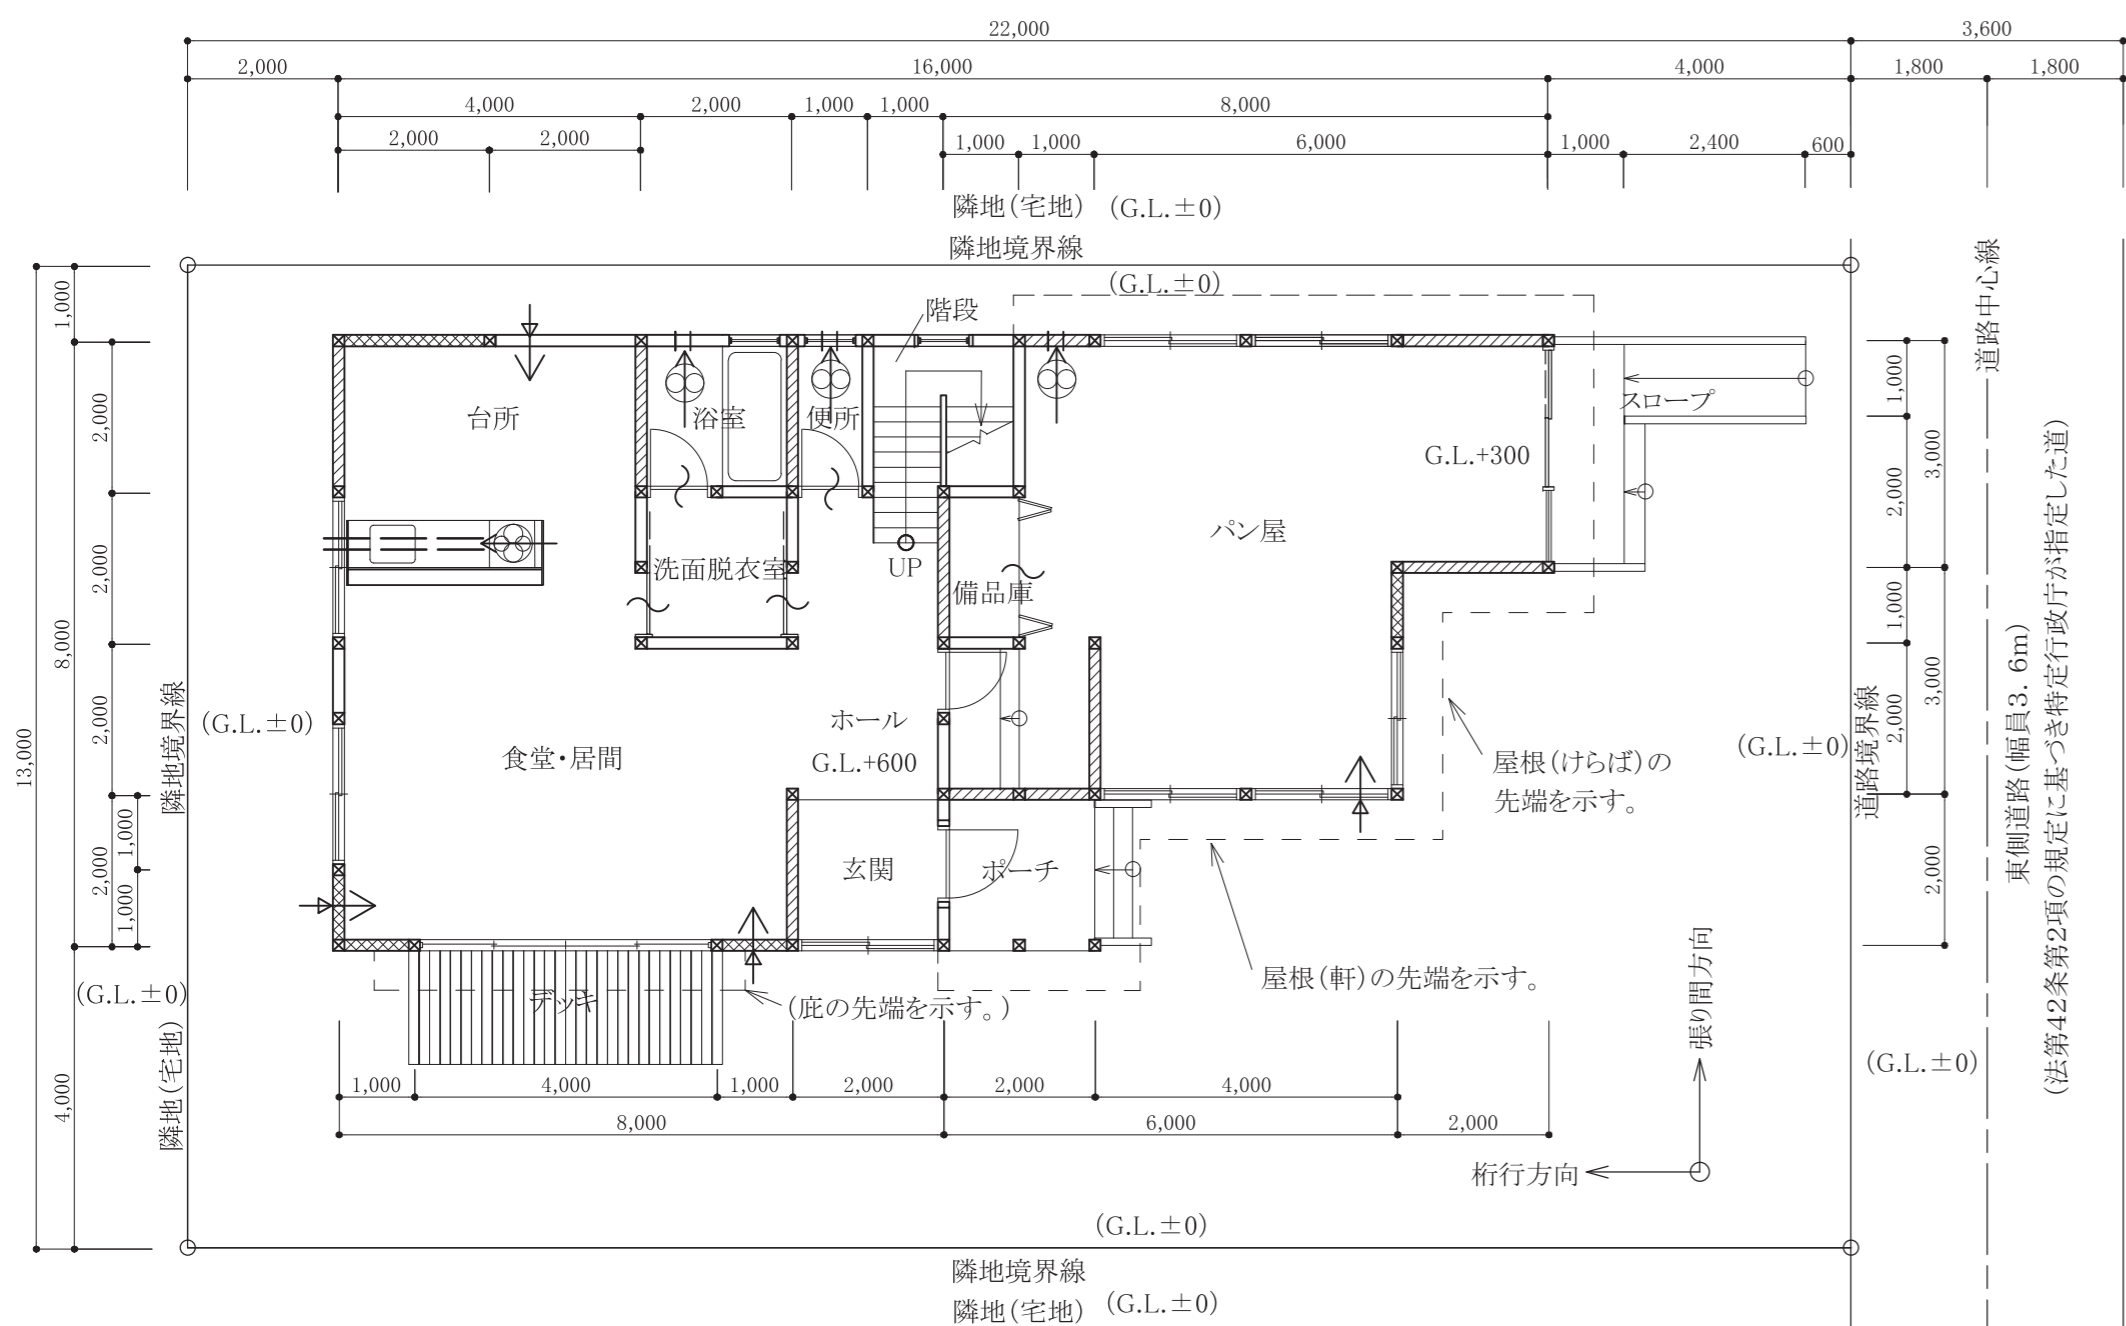 22,000
3,600
2,000
16,000
4,000
1,800
1,800
4,000
2,000
1,000
1,000
8,000
2,000
2,000
1,000
1,000
6,000
1,000
2,400
600
隣地(宅地) (G.L.±0)
隣地境界線
(G.L.±0)
階段
台所
浴室
便所
スロープ
G.L.+300
パン屋
洗面脱衣室
UP
備品庫
ホール
G.L.+600
食堂・居間
玄関
ポーチ
デッキ
屋根(けらば)の
先端を示す。
屋根(軒)の先端を示す。
(庇の先端を示す。)
13,000
1,000
8,000
4,000
2,000
2,000
2,000
2,000
1,000
1,000
(G.L.±0)
隣地境界線
(G.L.±0)
隣地(宅地)
1,000
2,000
1,000
2,000
3,000
3,000
2,000
(G.L.±0)
道路境界線
道路中心線
東側道路(幅員3.6m)
(法第42条第2項の規定に基づき特定行政庁が指定した道)
(G.L.±0)
張り間方向
桁行方向
1,000
4,000
1,000
2,000
2,000
4,000
8,000
6,000
2,000
(G.L.±0)
隣地境界線
隣地(宅地) (G.L.±0)